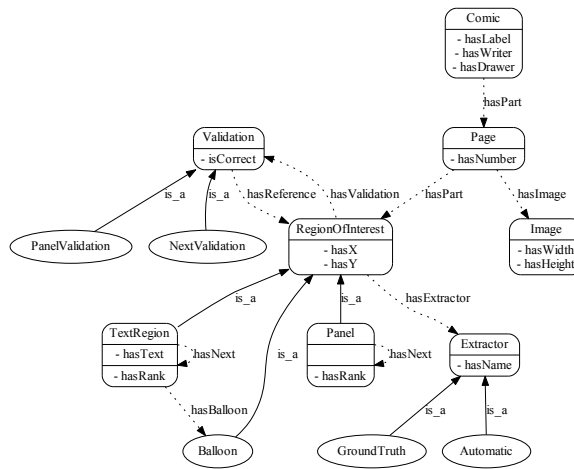 Comic
- hasLabel
- hasWriter
- hasDrawer
hasPart
Validation
- isCorrect
Page
- hasNumber
is_a
is_a
hasReference
hasValidation
hasPart
hasImage
PanelValidation
NextValidation
RegionOfInterest
- hasX
- hasY
Image
- hasWidth
- hasHeight
is_a
is_a
is_a
hasExtractor
TextRegion
- hasText
- hasRank
hasNext
Panel
- hasRank
hasNext
Extractor
- hasName
hasBalloon
is_a
is_a
Balloon
GroundTruth
Automatic